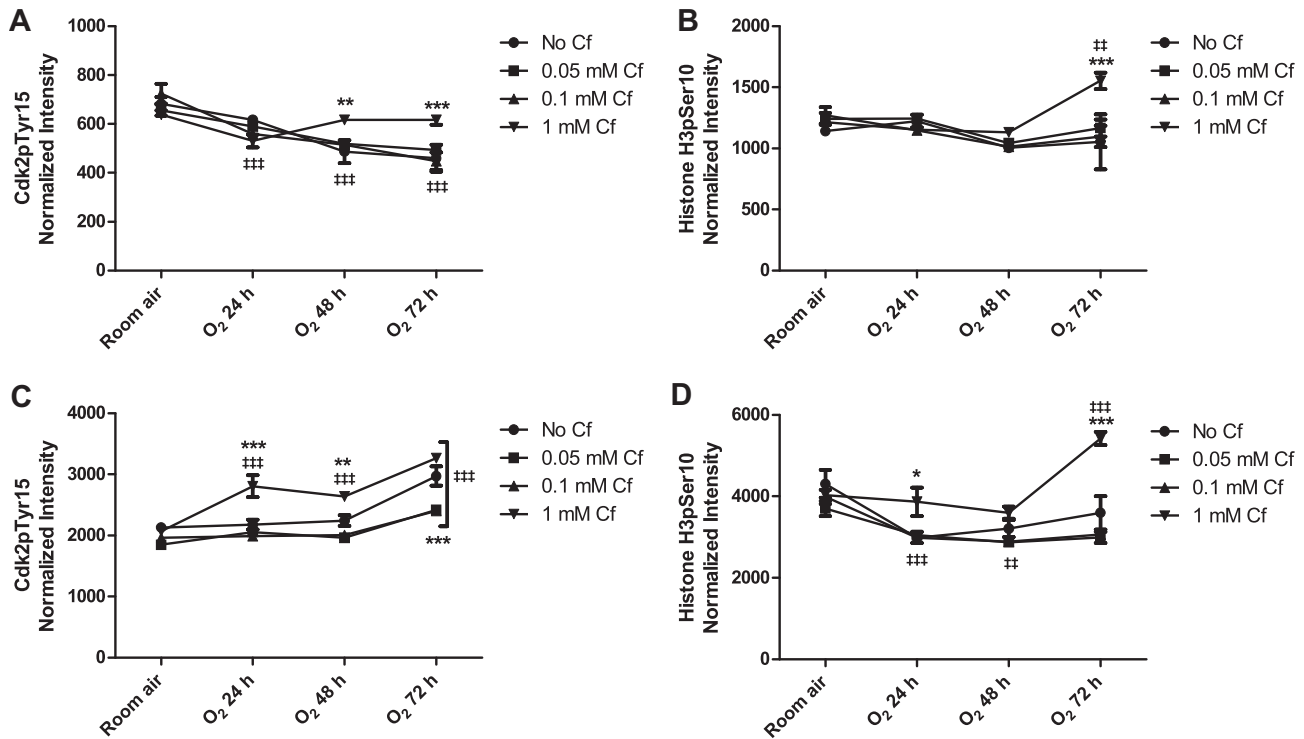 A
Cdk2pTyr15
Normalized Intensity
1000
800
600
400
200
0
**
***
‡‡‡
‡‡‡
‡‡‡
Room air
O2 24 h
O2 48 h
O2 72 h
No Cf
0.05 mM Cf
0.1 mM Cf
1 mM Cf
B
Histone H3pSer10
Normalized Intensity
2000
1500
1000
500
0
‡‡
***
Room air
O2 24 h
O2 48 h
O2 72 h
No Cf
0.05 mM Cf
0.1 mM Cf
1 mM Cf
C
Cdk2pTyr15
Normalized Intensity
4000
3000
2000
1000
0
***
‡‡‡
**
‡‡‡
‡‡‡
***
Room air
O2 24 h
O2 48 h
O2 72 h
No Cf
0.05 mM Cf
0.1 mM Cf
1 mM Cf
D
Histone H3pSer10
Normalized Intensity
6000
4000
2000
0
‡‡‡
***
*
‡‡‡
‡‡
Room air
O2 24 h
O2 48 h
O2 72 h
No Cf
0.05 mM Cf
0.1 mM Cf
1 mM Cf